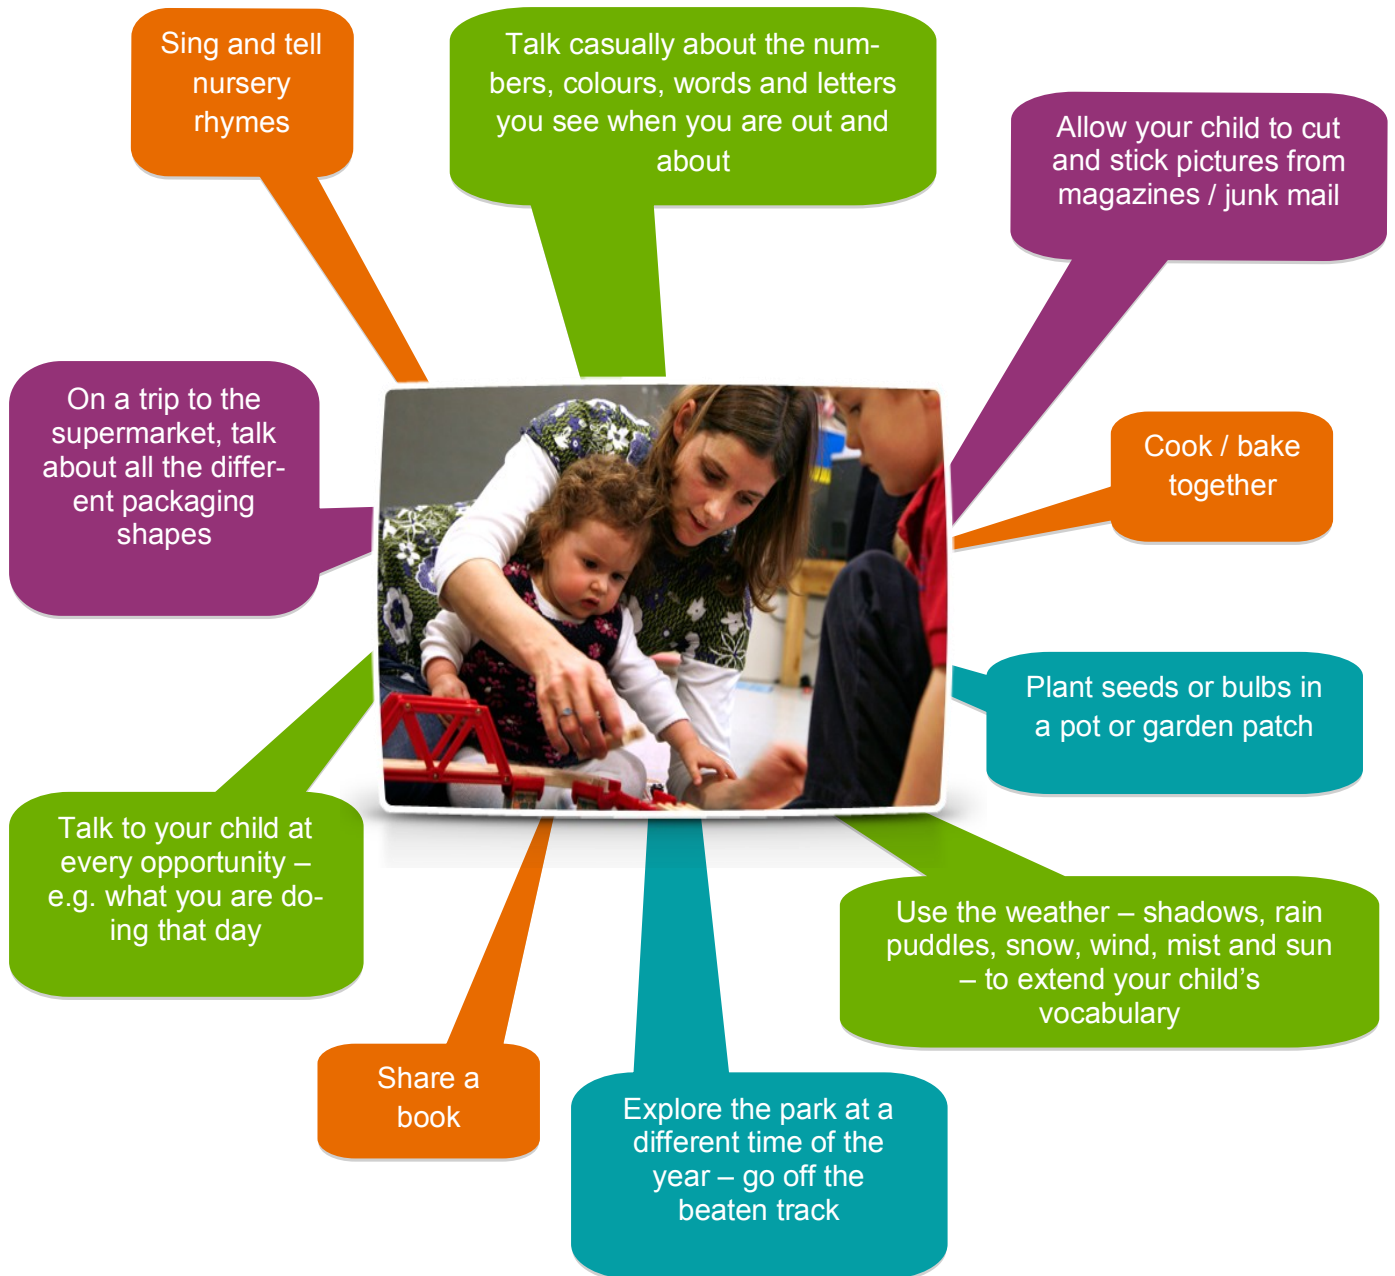 Sing and tell
nursery
rhymes
Talk casually about the num-
bers, colours, words and letters
you see when you are out and
about
Allow your child to cut
and stick pictures from
magazines / junk mail
On a trip to the
supermarket, talk
about all the differ-
ent packaging
shapes
Cook / bake
together
Plant seeds or bulbs in
a pot or garden patch
Talk to your child at
every opportunity –
e.g. what you are do-
ing that day
Use the weather – shadows, rain
puddles, snow, wind, mist and sun
– to extend your child’s
vocabulary
Share a
book
Explore the park at a
different time of the
year – go off the
beaten track